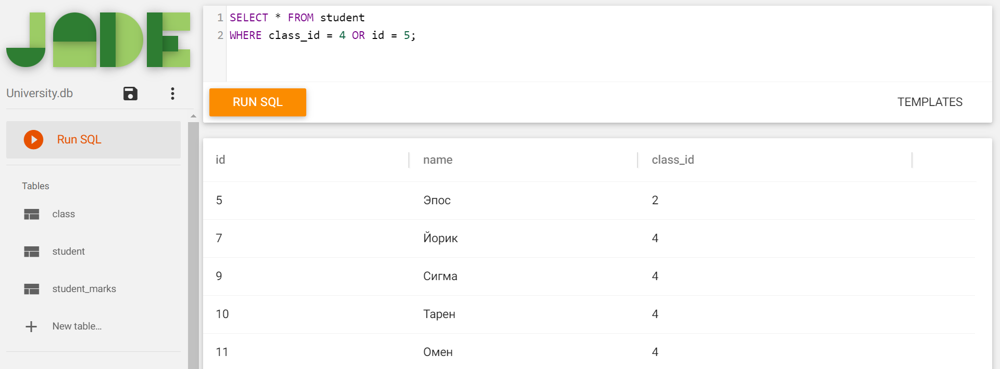 JADE
University.db
Run SQL
Tables
class
student
student_marks
New table...
1 SELECT * FROM student
2 WHERE class_id = 4 OR id = 5;
RUN SQL
TEMPLATES
id name class_id
5 Эпос 2
7 Йорик 4
9 Сигма 4
10 Тарен 4
11 Омен 4